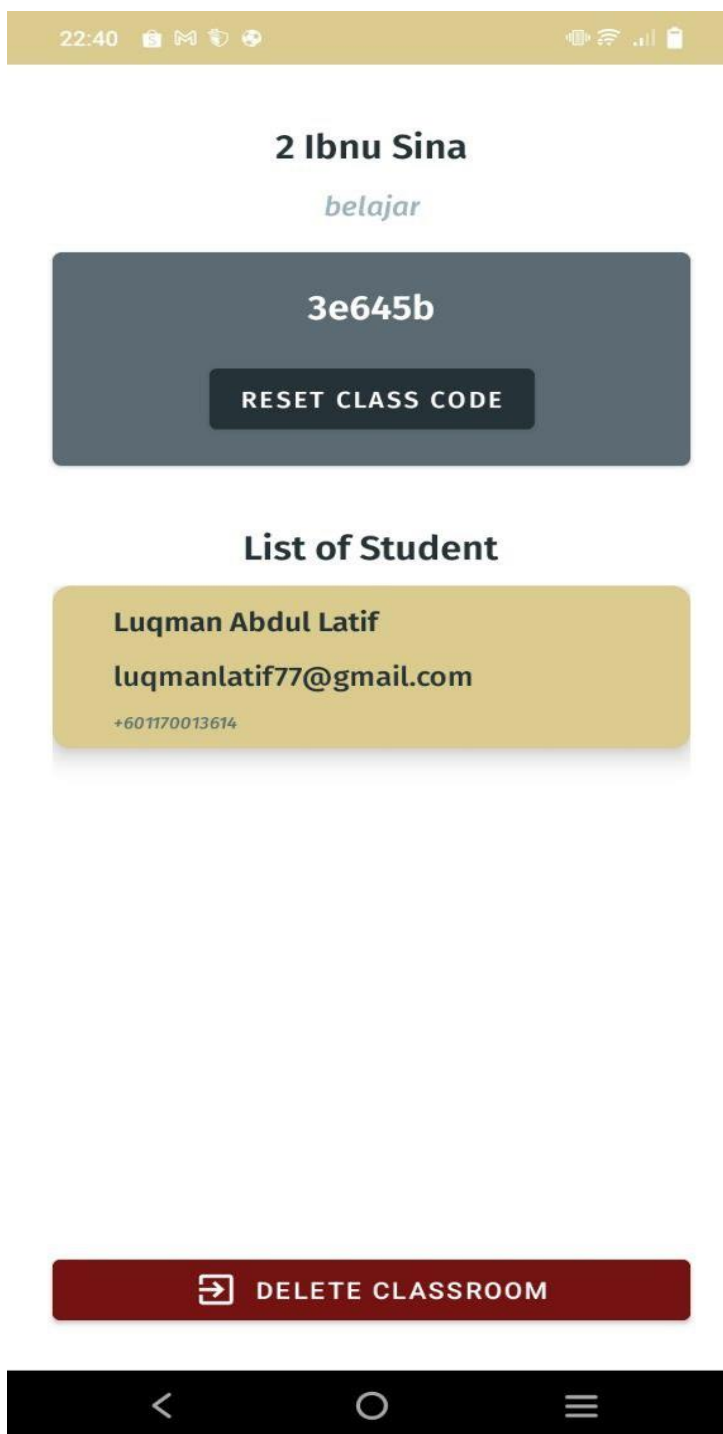 22:40
2 Ibnu Sina
belajar
3e645b
RESET CLASS CODE
List of Student
Luqman Abdul Latif
luqmanlatif77@gmail.com
+601170013614
DELETE CLASSROOM